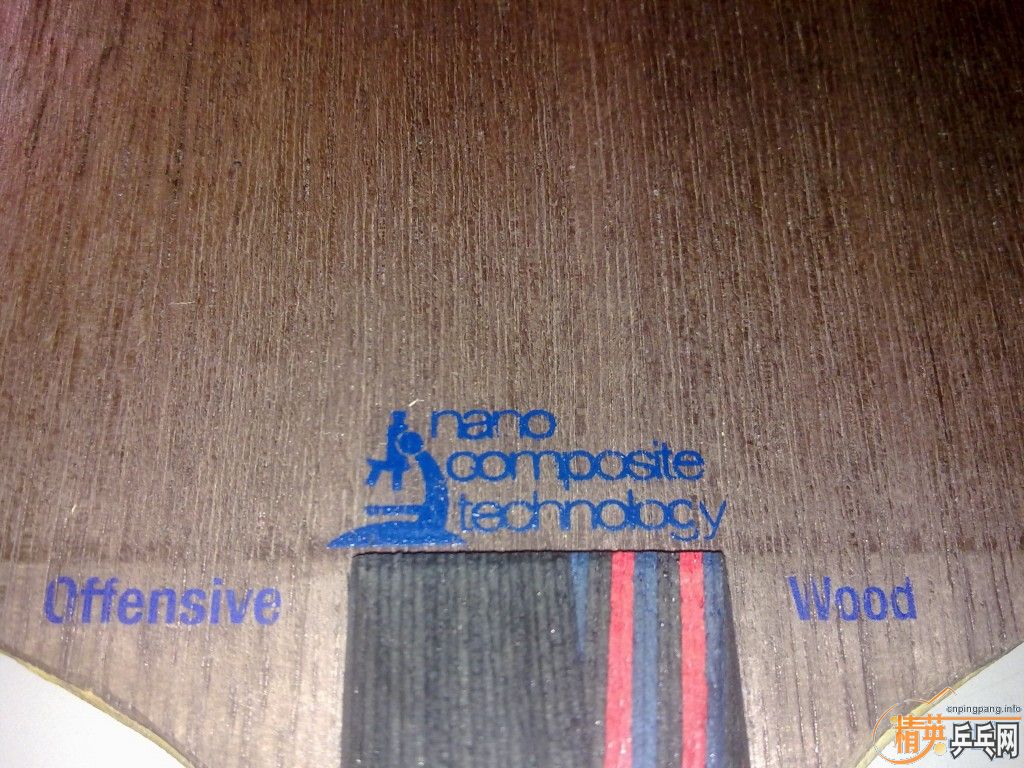 nano
composite
technology
Offensive
Wood
cnpingpang.info
精英乒乓网